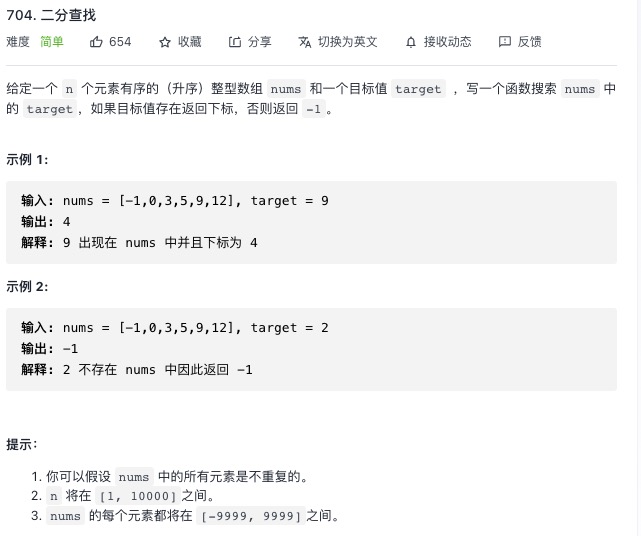 704. 二分查找
难度 简单 654 收藏 分享 切换为英文 接收动态 反馈
给定一个 n 个元素有序的（升序）整型数组 nums 和一个目标值 target ，写一个函数搜索 nums 中
的 target，如果目标值存在返回下标，否则返回 -1。
示例 1:
输入: nums = [-1,0,3,5,9,12], target = 9
输出: 4
解释: 9 出现在 nums 中并且下标为 4
示例 2:
输入: nums = [-1,0,3,5,9,12], target = 2
输出: -1
解释: 2 不存在 nums 中因此返回 -1
提示：
1. 你可以假设 nums 中的所有元素是不重复的。
2. n 将在 [1, 10000]之间。
3. nums 的每个元素都将在 [-9999, 9999]之间。